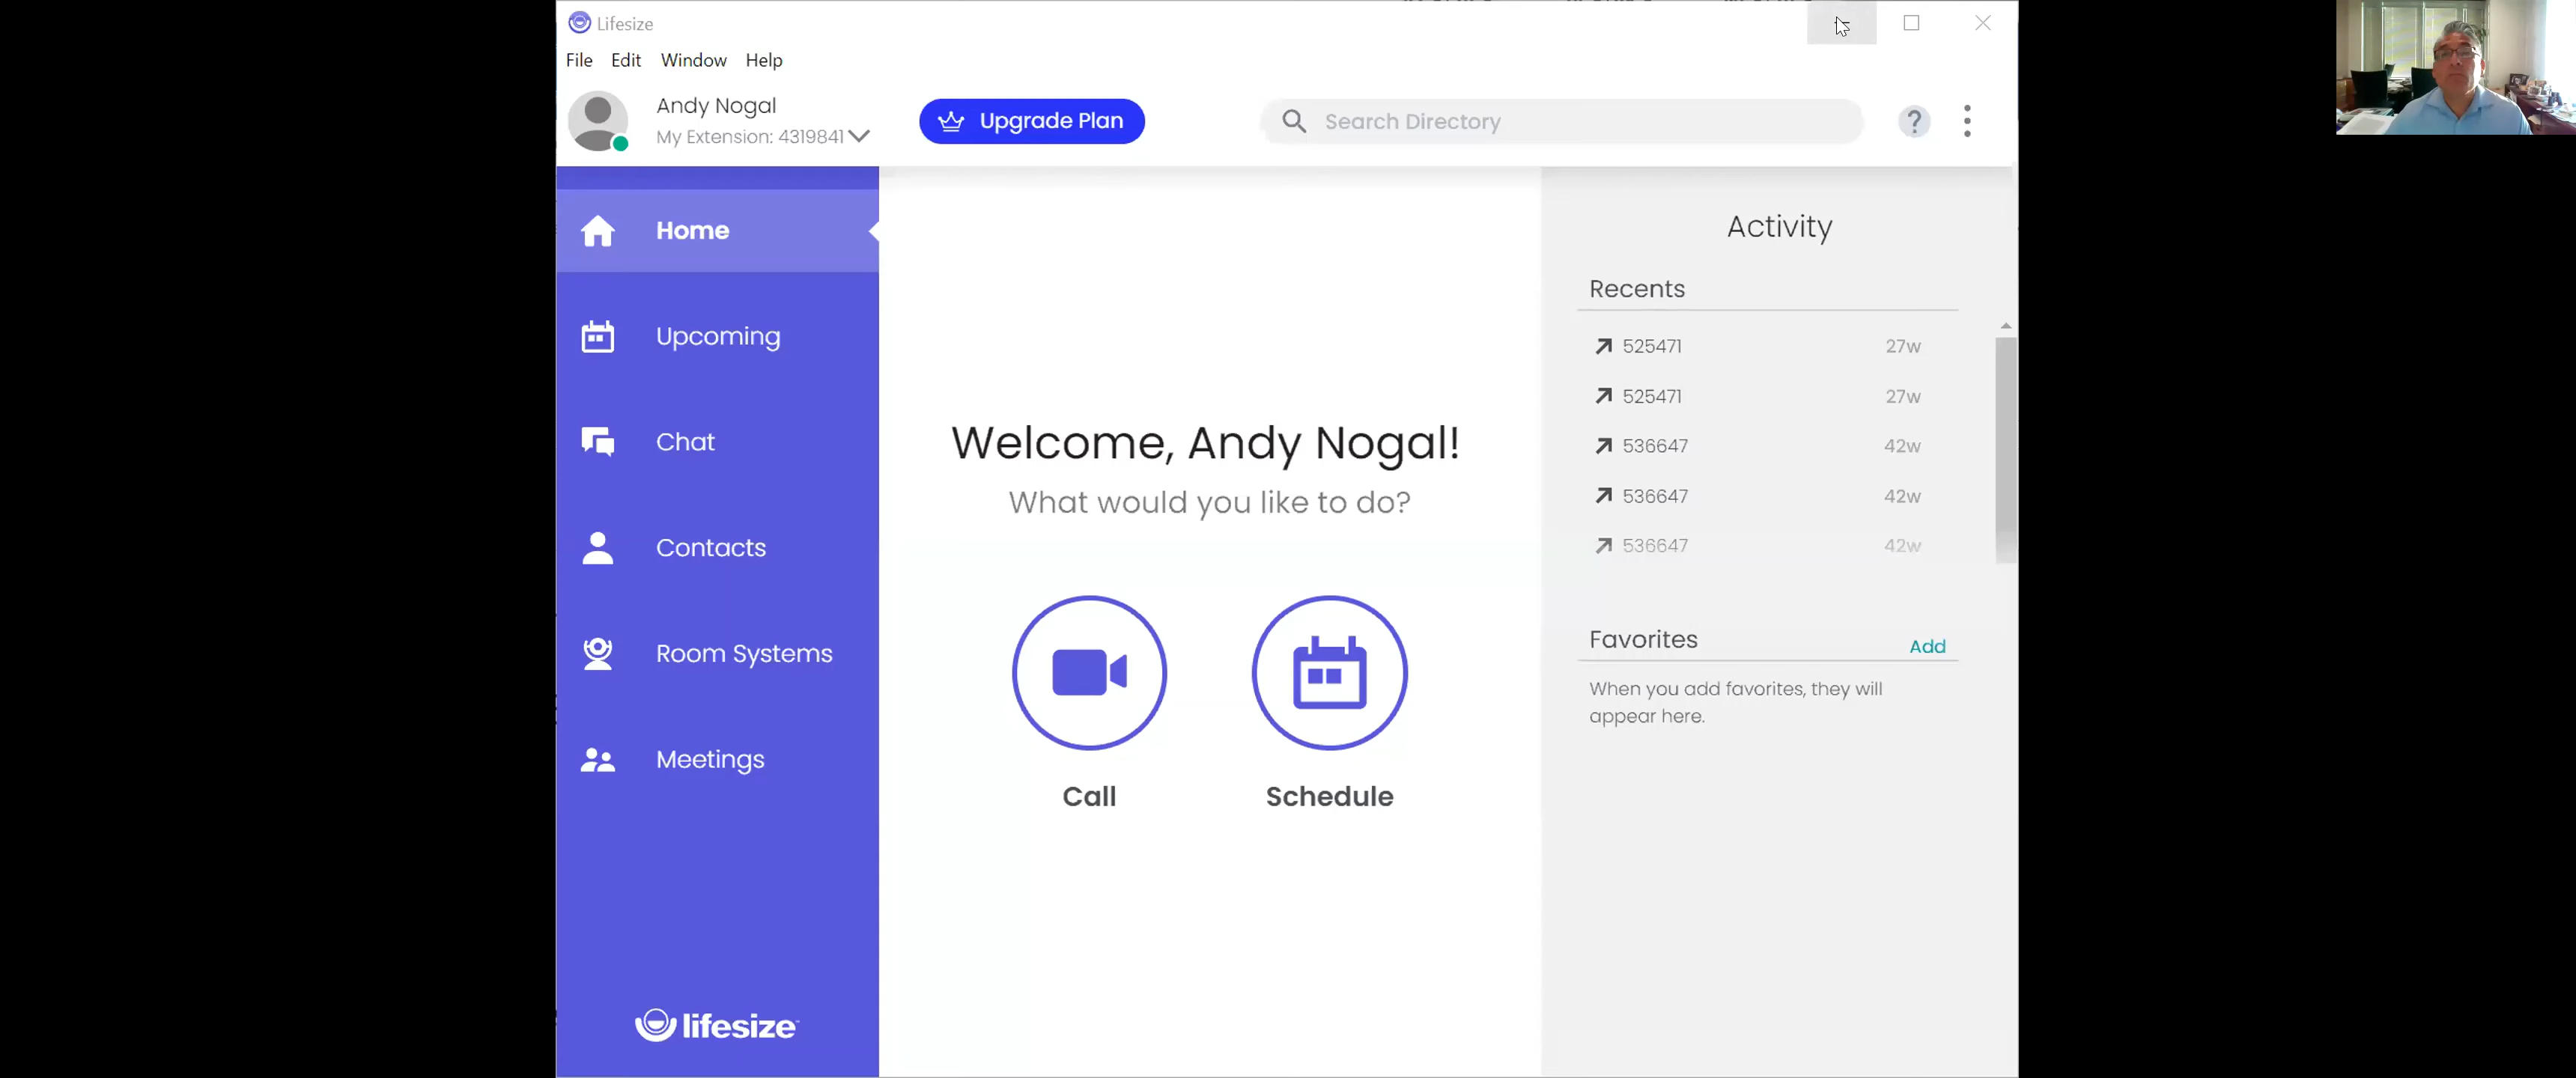 Lifesize
File Edit Window Help
Andy Nogal
My Extension: 4319841
Upgrade Plan
Search Directory
?
Home
Upcoming
Chat
Contacts
Room Systems
Meetings
lifesize
Welcome, Andy Nogal!
What would you like to do?
Call
Schedule
Activity
Recents
525471 27w
525471 27w
536647 42w
536647 42w
536647 42w
Favorites Add
When you add favorites, they will
appear here.